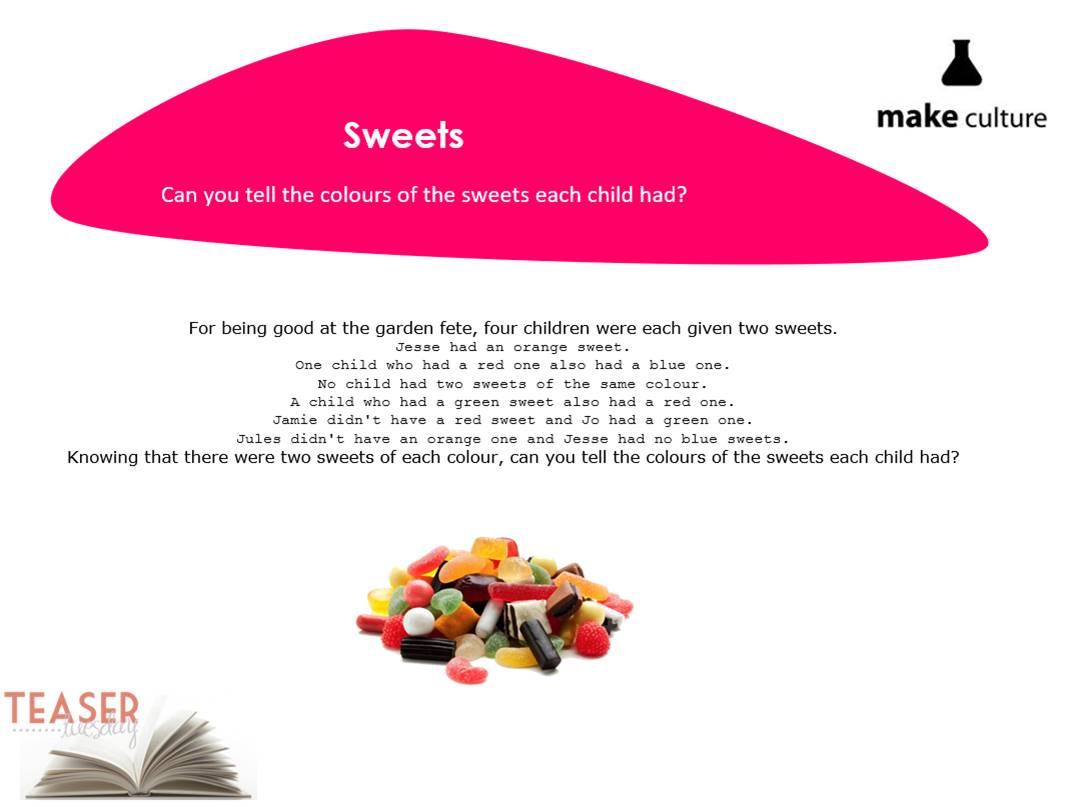 make culture
Sweets
Can you tell the colours of the sweets each child had?
For being good at the garden fete, four children were each given two sweets.
Jesse had an orange sweet.
One child who had a red one also had a blue one.
No child had two sweets of the same colour.
A child who had a green sweet also had a red one.
Jamie didn't have a red sweet and Jo had a green one.
Jules didn't have an orange one and Jesse had no blue sweets.
Knowing that there were two sweets of each colour, can you tell the colours of the sweets each child had?
TEASER
tuesday